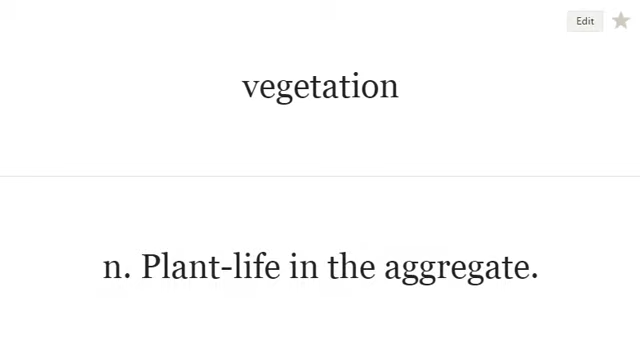 Edit
vegetation
n. Plant-life in the aggregate.